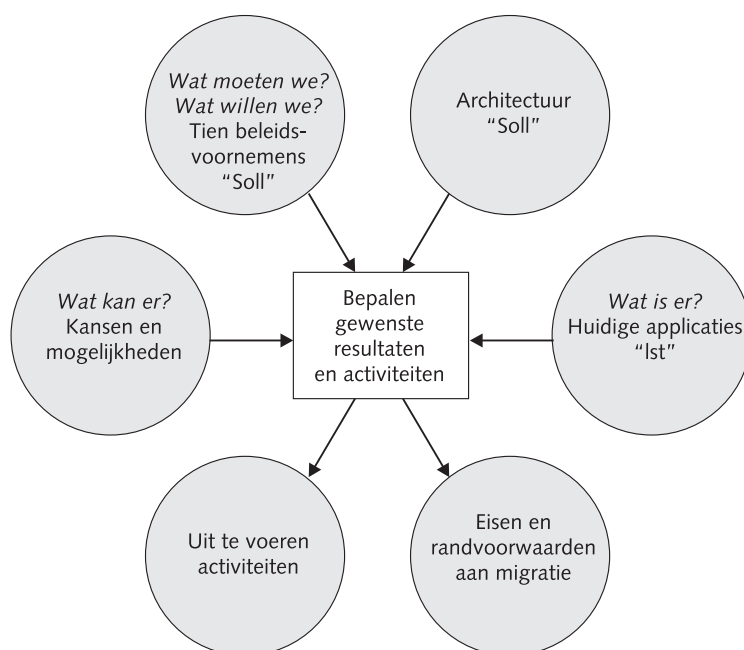 Wat moeten we?
Wat willen we?
Tien beleids-
voornemens
“Soll”
Architectuur
“Soll”
Wat kan er?
Kansen en
mogelijkheden
Bepalen
gewenste
resultaten
en activiteiten
Wat is er?
Huidige applicaties
“Ist”
Uit te voeren
activiteiten
Eisen en
randvoorwaarden
aan migratie